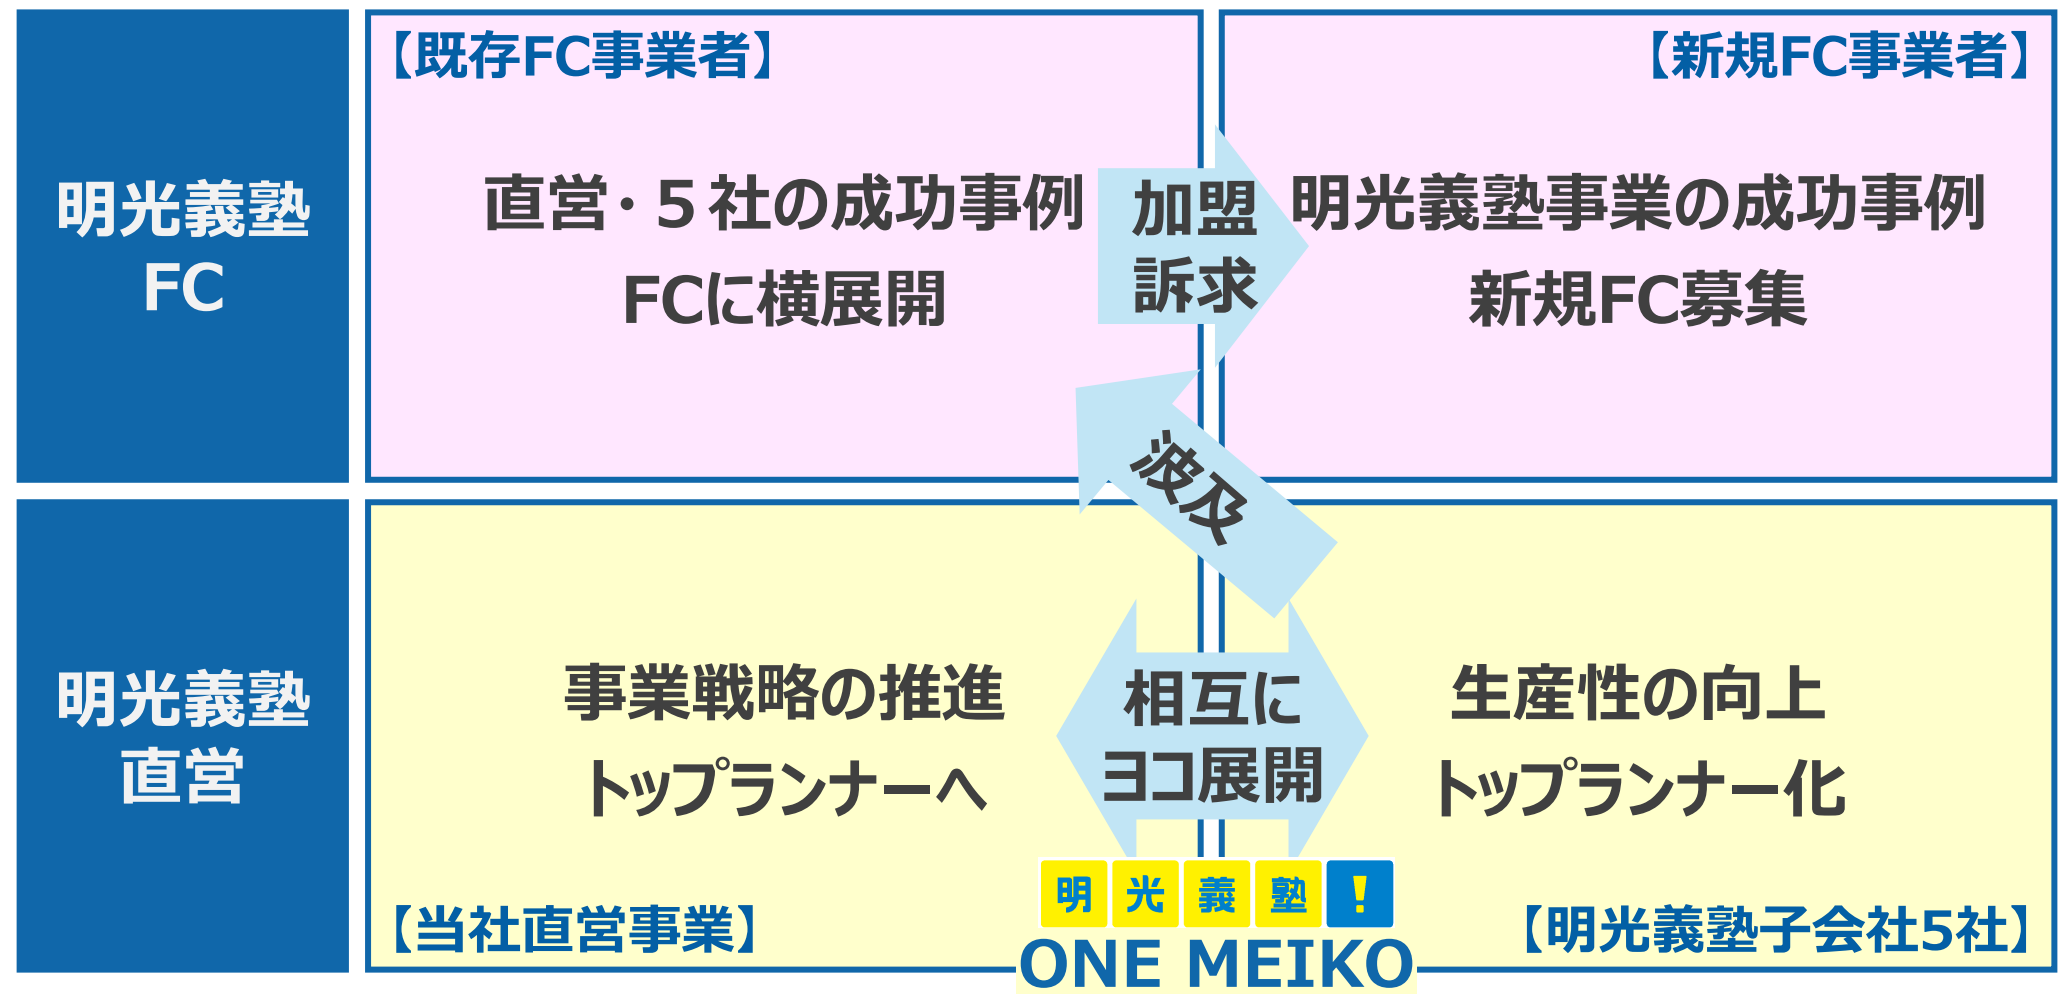 明光義塾
FC
【既存FC事業者】
直営・５社の成功事例
FCに横展開
加盟
訴求
【新規FC事業者】
明光義塾事業の成功事例
新規FC募集
波及
明光義塾
直営
事業戦略の推進
トップランナーへ
【当社直営事業】
相互に
ヨコ展開
生産性の向上
トップランナー化
【明光義塾子会社5社】
明光義塾!
ONE MEIKO